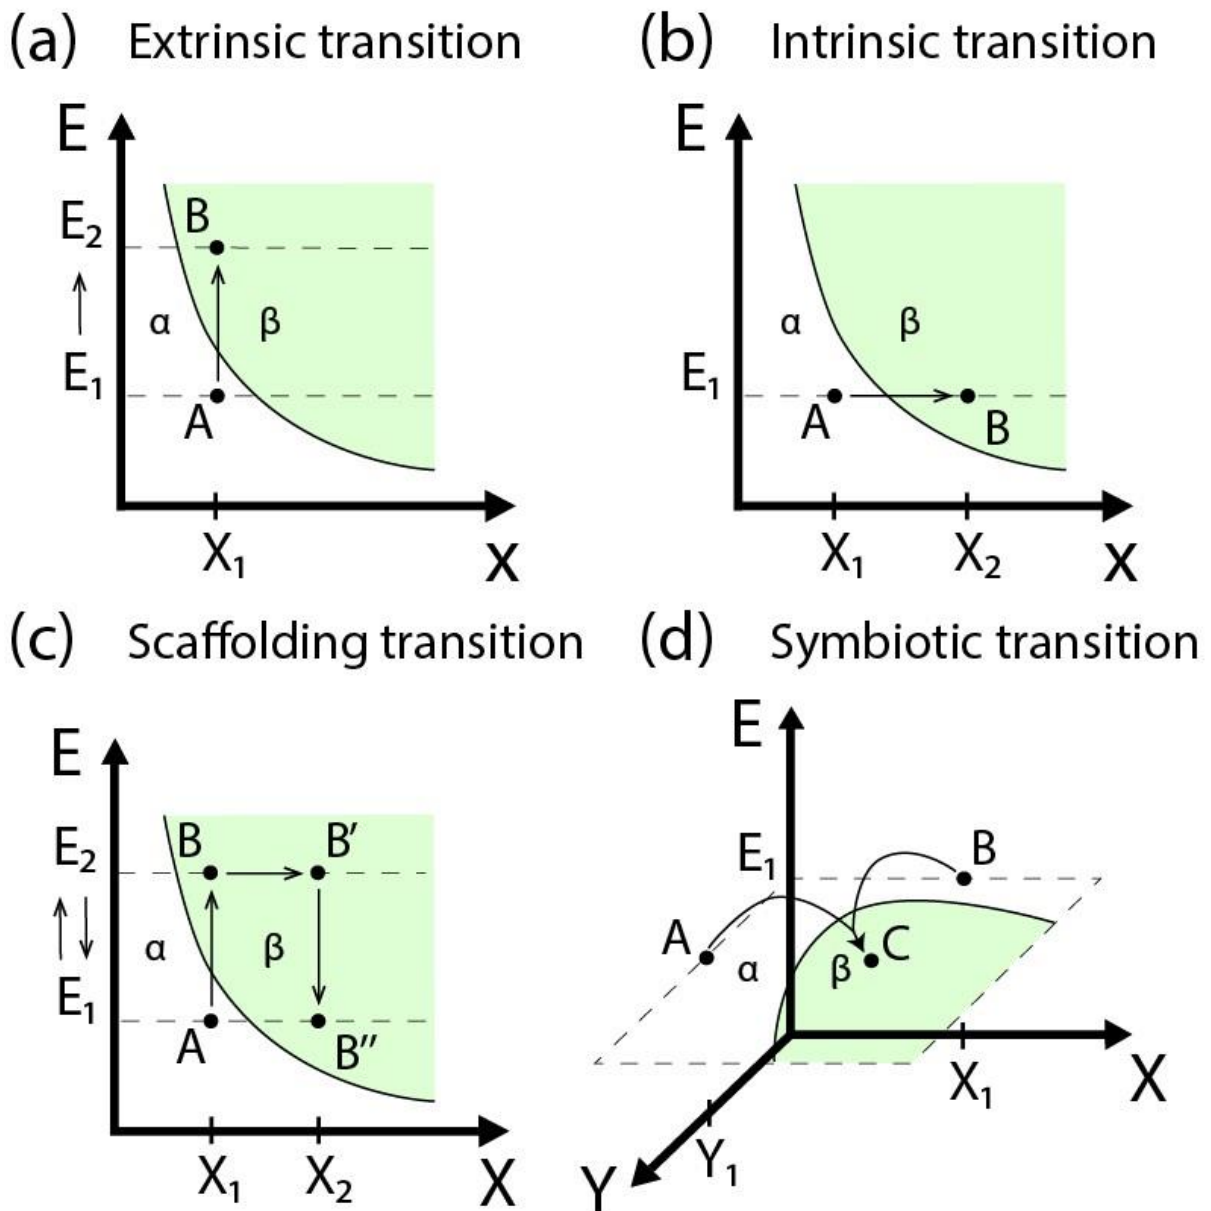 (a) Extrinsic transition
E
E₂
B
α
β
E₁
A
X₁
X
(b) Intrinsic transition
E
α
β
E₁
A
B
X₁
X₂
X
(c) Scaffolding transition
E
E₂
B
B′
α
β
E₁
A
B″
X₁
X₂
X
(d) Symbiotic transition
E
E₁
B
A
α
β
C
X₁
X
Y₁
Y